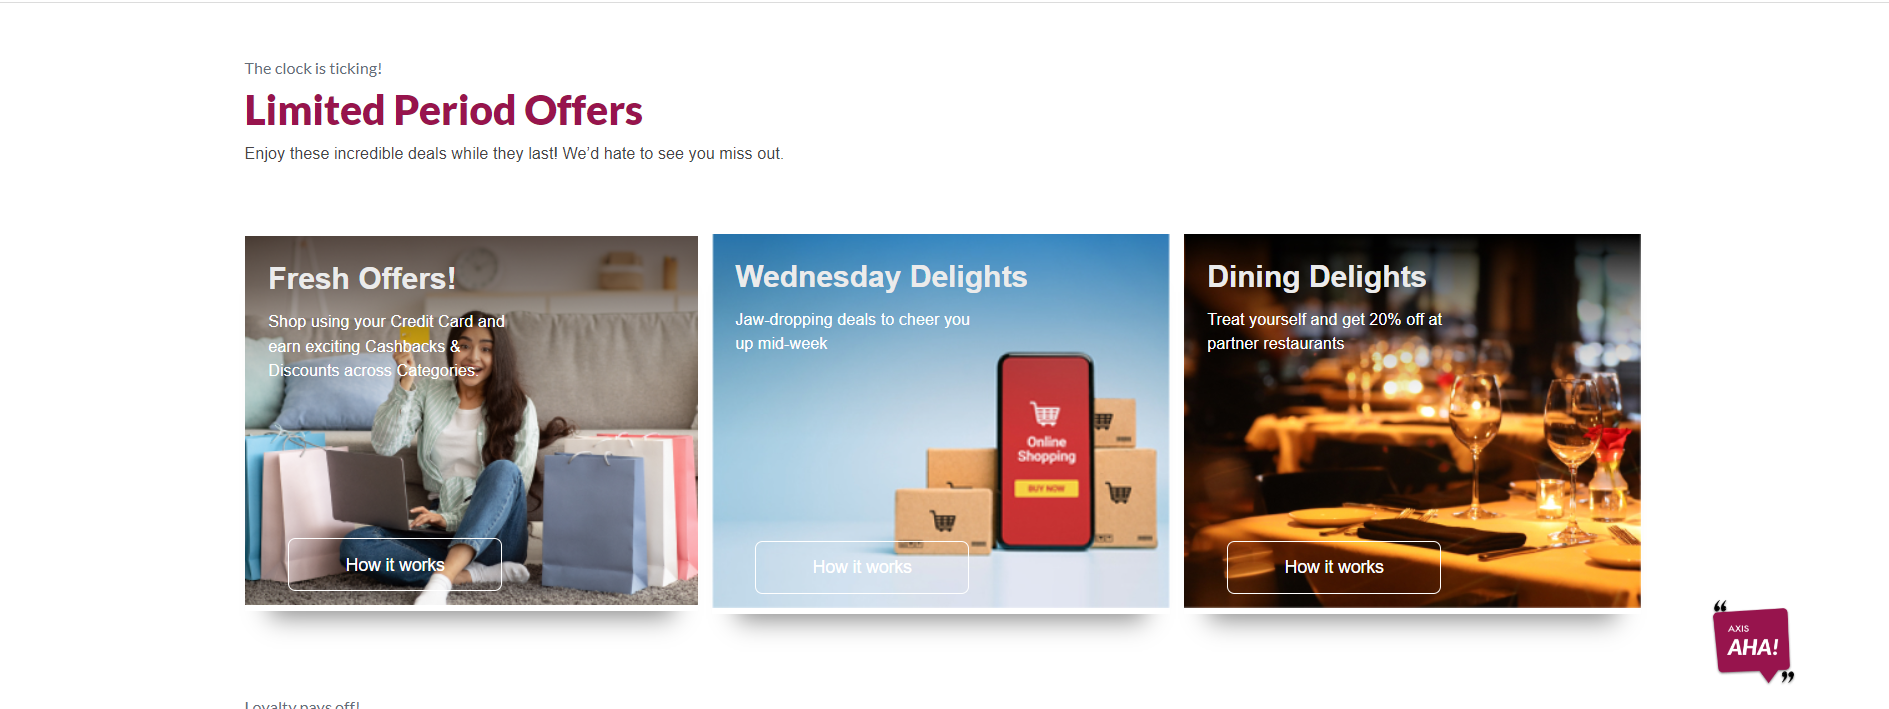 The clock is ticking!
Limited Period Offers
Enjoy these incredible deals while they last! We'd hate to see you miss out.
Fresh Offers!
Shop using your Credit Card and
earn exciting Cashbacks &
Discounts across Categories.
How it works
Wednesday Delights
Jaw-dropping deals to cheer you
up mid-week
Online
Shopping
BUY NOW
How it works
Dining Delights
Treat yourself and get 20% off at
partner restaurants
How it works
“
AXIS
AHA!
”
Loyalty pays off!